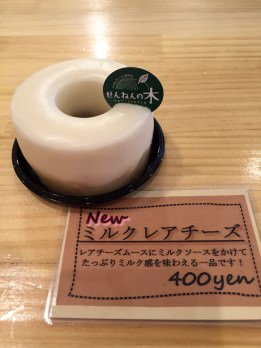 せんねんの木
New
ミルクレアチーズ
レアチーズムースにミルクソースをかけて
たっぷりミルク感を味わえる一品です！
400yen